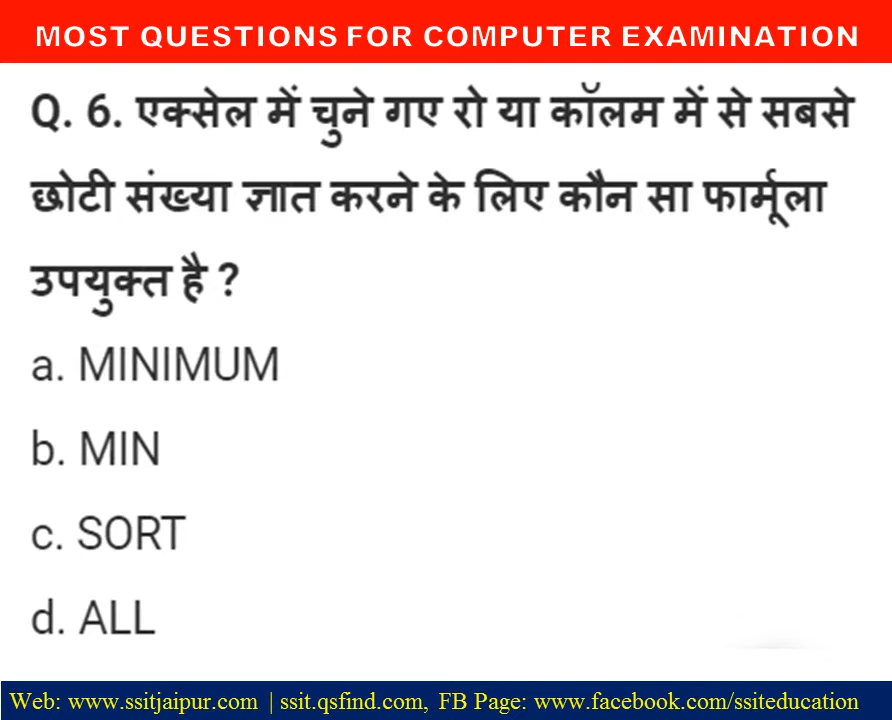 MOST QUESTIONS FOR COMPUTER EXAMINATION
Q. 6. एक्सेल में चुने गए रो या कॉलम में से सबसे
छोटी संख्या ज्ञात करने के लिए कौन सा फार्मूला
उपयुक्त है ?
a. MINIMUM
b. MIN
c. SORT
d. ALL
Web: www.ssitjaipur.com | ssit.qsfind.com, FB Page: www.facebook.com/ssiteducation